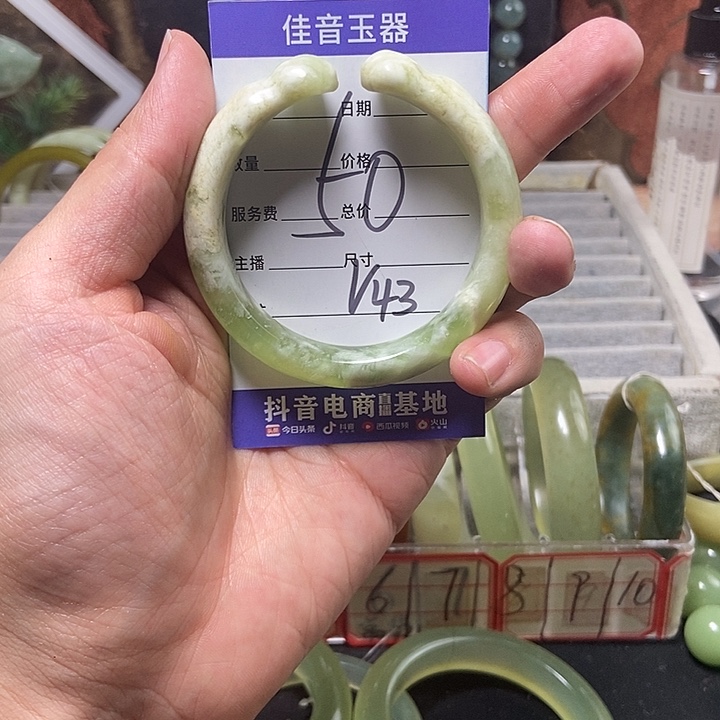 佳音玉器
日期
数量 价格
50
服务费 总价
主播 尺寸
V43
抖音电商直播基地
今日头条 抖音 西瓜视频 火山
6 7 8 9 10